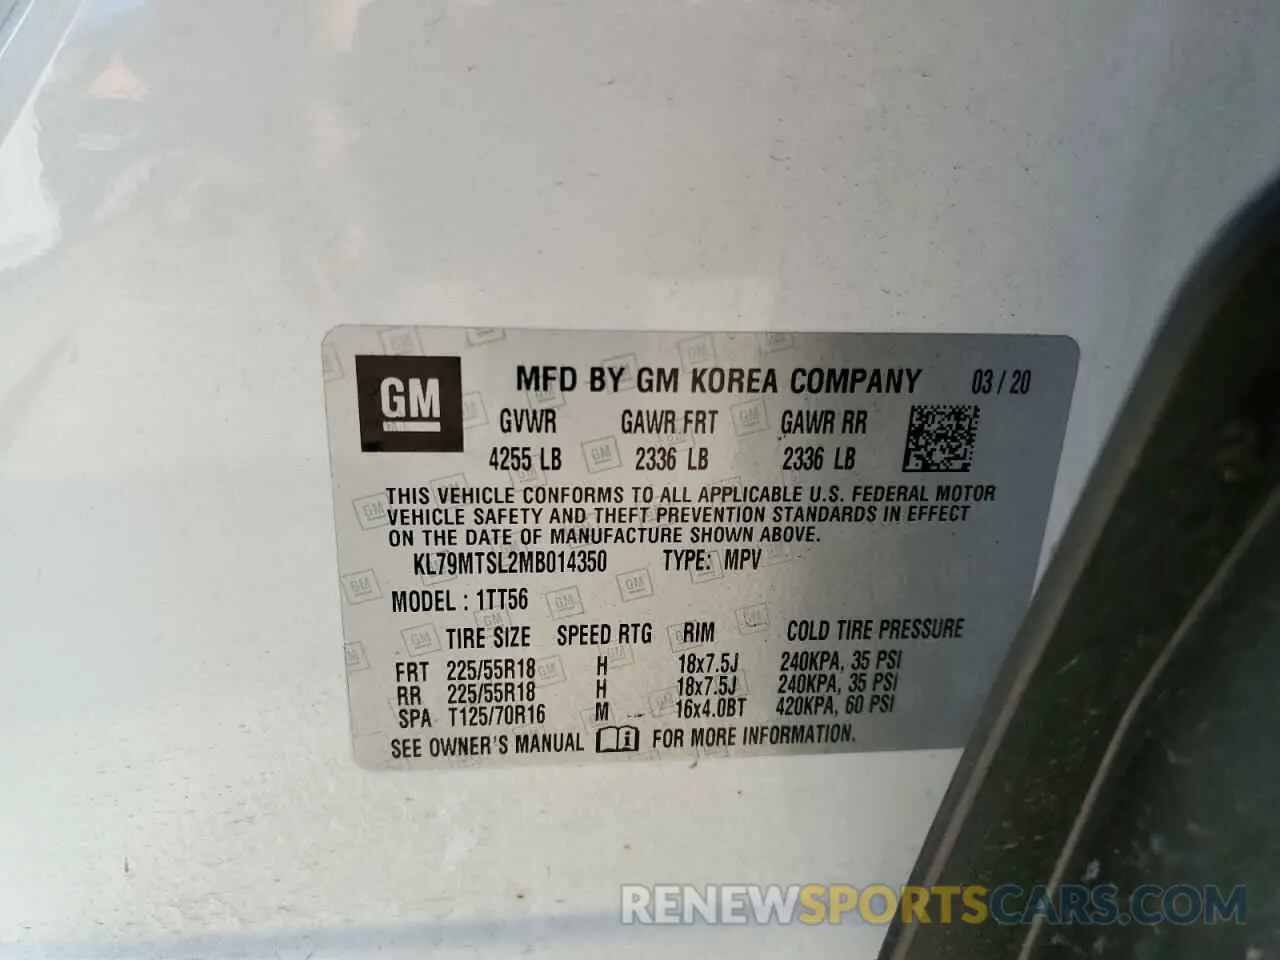 GM
MFD BY GM KOREA COMPANY 03/20
GVWR GAWR FRT GAWR RR
4255 LB 2336 LB 2336 LB
THIS VEHICLE CONFORMS TO ALL APPLICABLE U.S. FEDERAL MOTOR
VEHICLE SAFETY AND THEFT PREVENTION STANDARDS IN EFFECT
ON THE DATE OF MANUFACTURE SHOWN ABOVE.
KL79MTSL2MB014350 TYPE: MPV
MODEL : 1TT56
TIRE SIZE SPEED RTG RIM COLD TIRE PRESSURE
FRT 225/55R18 H 18x7.5J 240KPA, 35 PSI
RR 225/55R18 H 18x7.5J 240KPA, 35 PSI
SPA T125/70R16 M 16x4.0BT 420KPA, 60 PSI
SEE OWNER'S MANUAL FOR MORE INFORMATION.
RENEWSPORTSCARS.COM